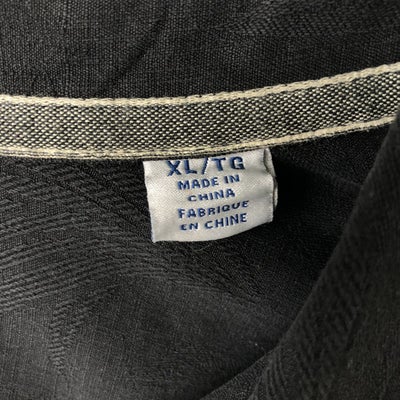 XL/TG
MADE IN
CHINA
FABRIQUE
EN CHINE